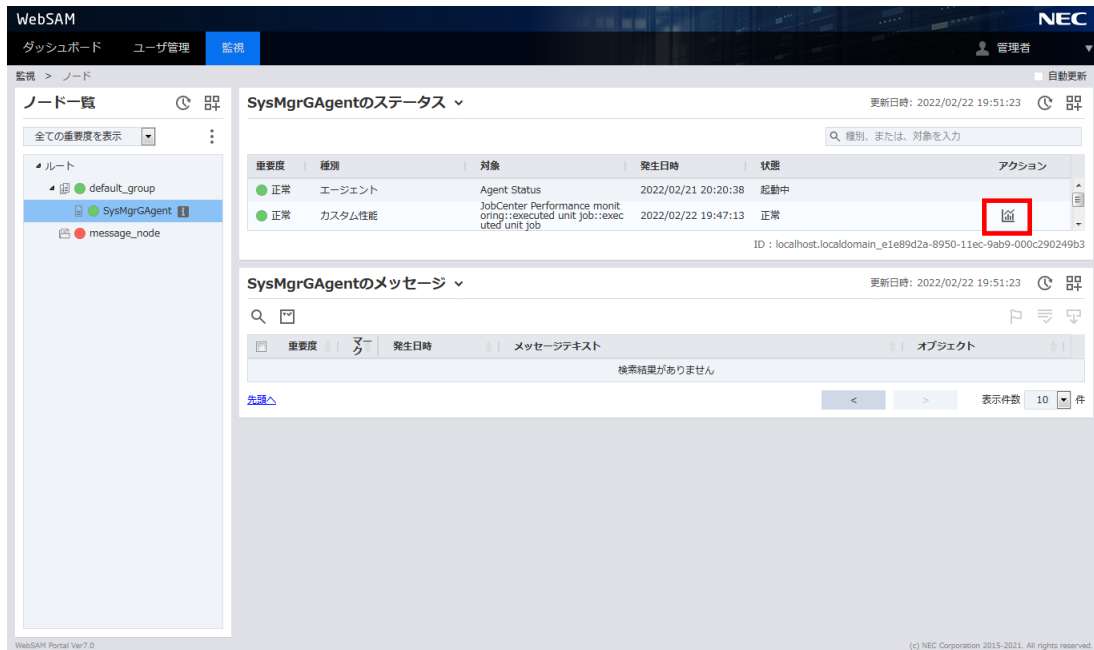 WebSAM
NEC
ダッシュボード ユーザ管理 監視 管理者
監視 > ノード 自動更新
ノード一覧
全ての重要度を表示
ルート
default_group
SysMgrGAgent 1
message_node
SysMgrGAgentのステータス 更新日時: 2022/02/22 19:51:23
種別、または、対象を入力
重要度 種別 対象 発生日時 状態 アクション
正常 エージェント Agent Status 2022/02/21 20:20:38 起動中
正常 カスタム性能 JobCenter Performance monit
oring::executed unit job::exec
uted unit job 2022/02/22 19:47:13 正常
ID : localhost.localdomain_e1e89d2a-8950-11ec-9ab9-000c290249b3
SysMgrGAgentのメッセージ 更新日時: 2022/02/22 19:51:23
重要度 マーク 発生日時 メッセージテキスト オブジェクト
検索結果がありません
先頭へ < > 表示件数 10 件
WebSAM Portal Ver7.0 (c) NEC Corporation 2015-2021. All rights reserved.